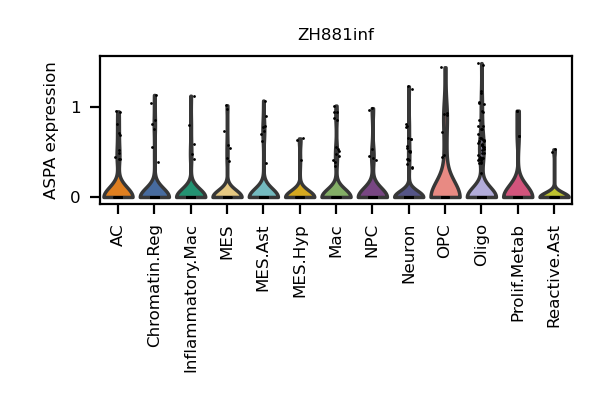 ZH881inf
ASPA expression
1
0
AC
Chromatin.Reg
Inflammatory.Mac
MES
MES.Ast
MES.Hyp
Mac
NPC
Neuron
OPC
Oligo
Prolif.Metab
Reactive.Ast